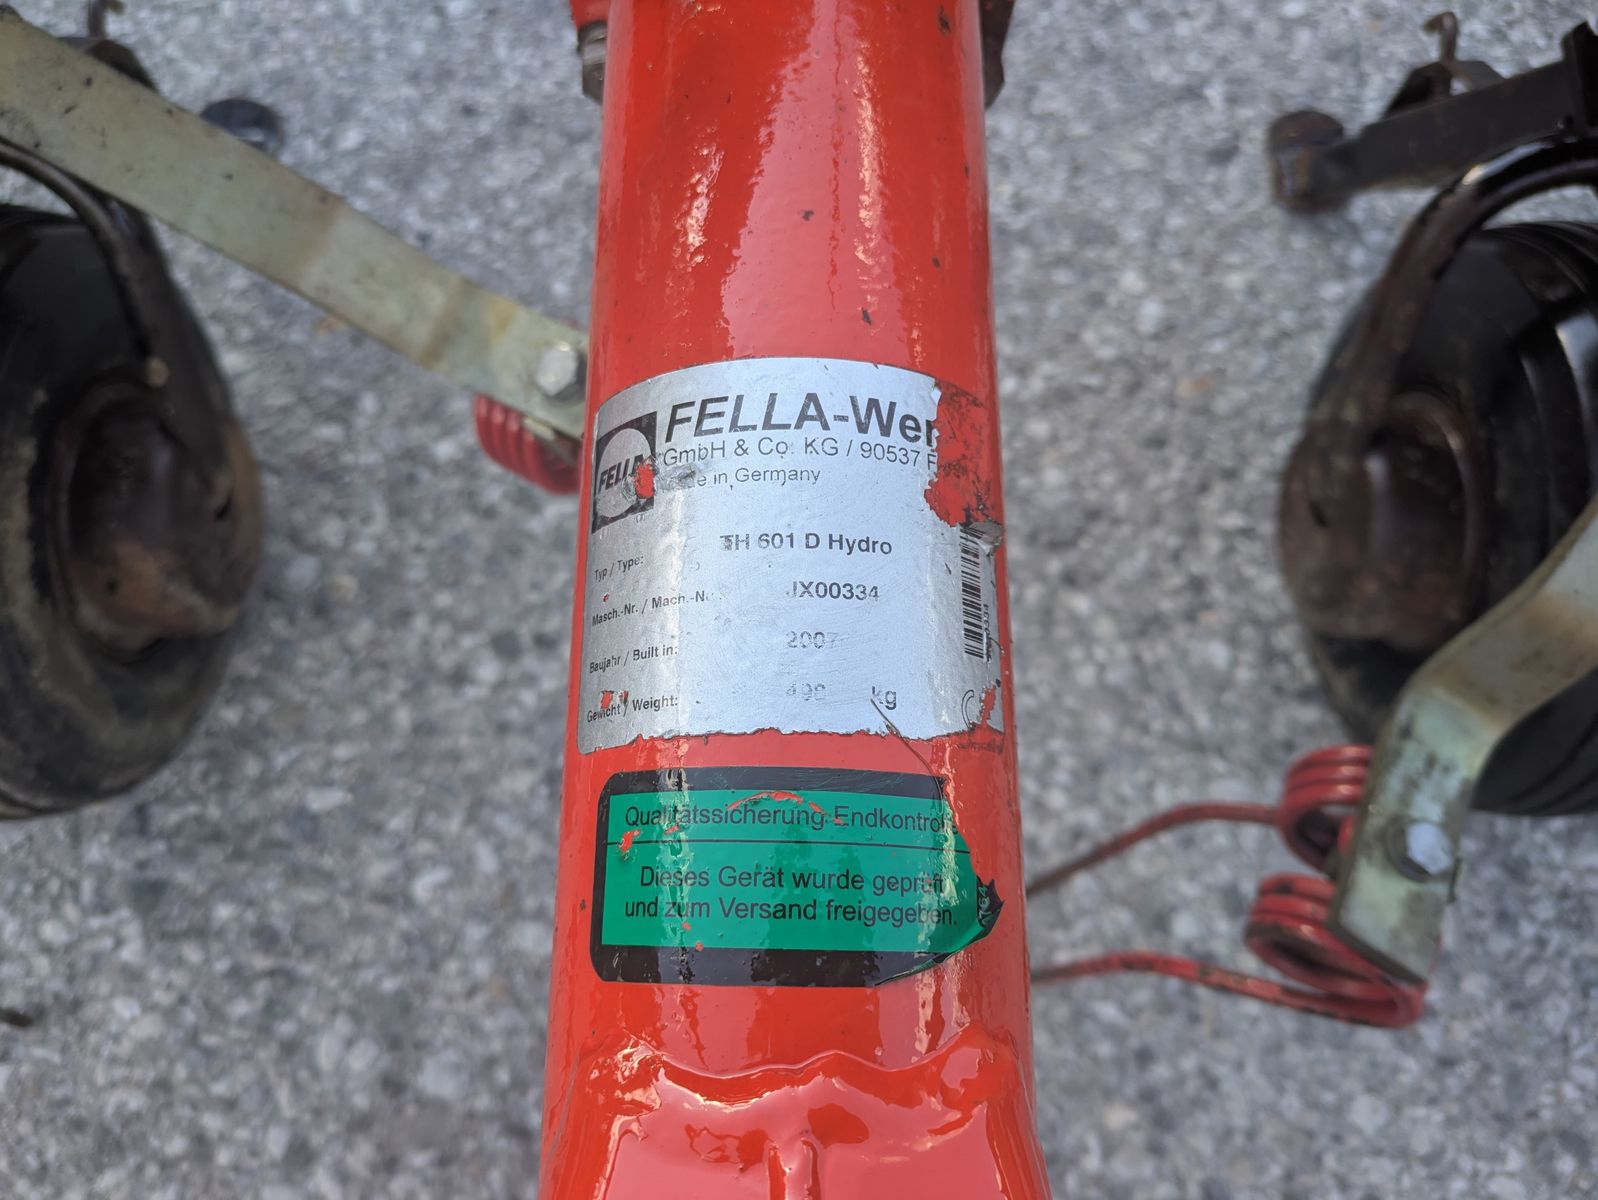 FELLA-Wer
FELLA
GmbH & Co. KG / 90537 F
in Germany
Typ / Type: TH 601 D Hydro
Masch.-Nr. / Mach.-No.: JX00334
Baujahr / Built in: 2007
Gewicht / Weight: kg
Qualitätssicherung-Endkontrolle
Dieses Gerät wurde geprüft
und zum Versand freigegeben.